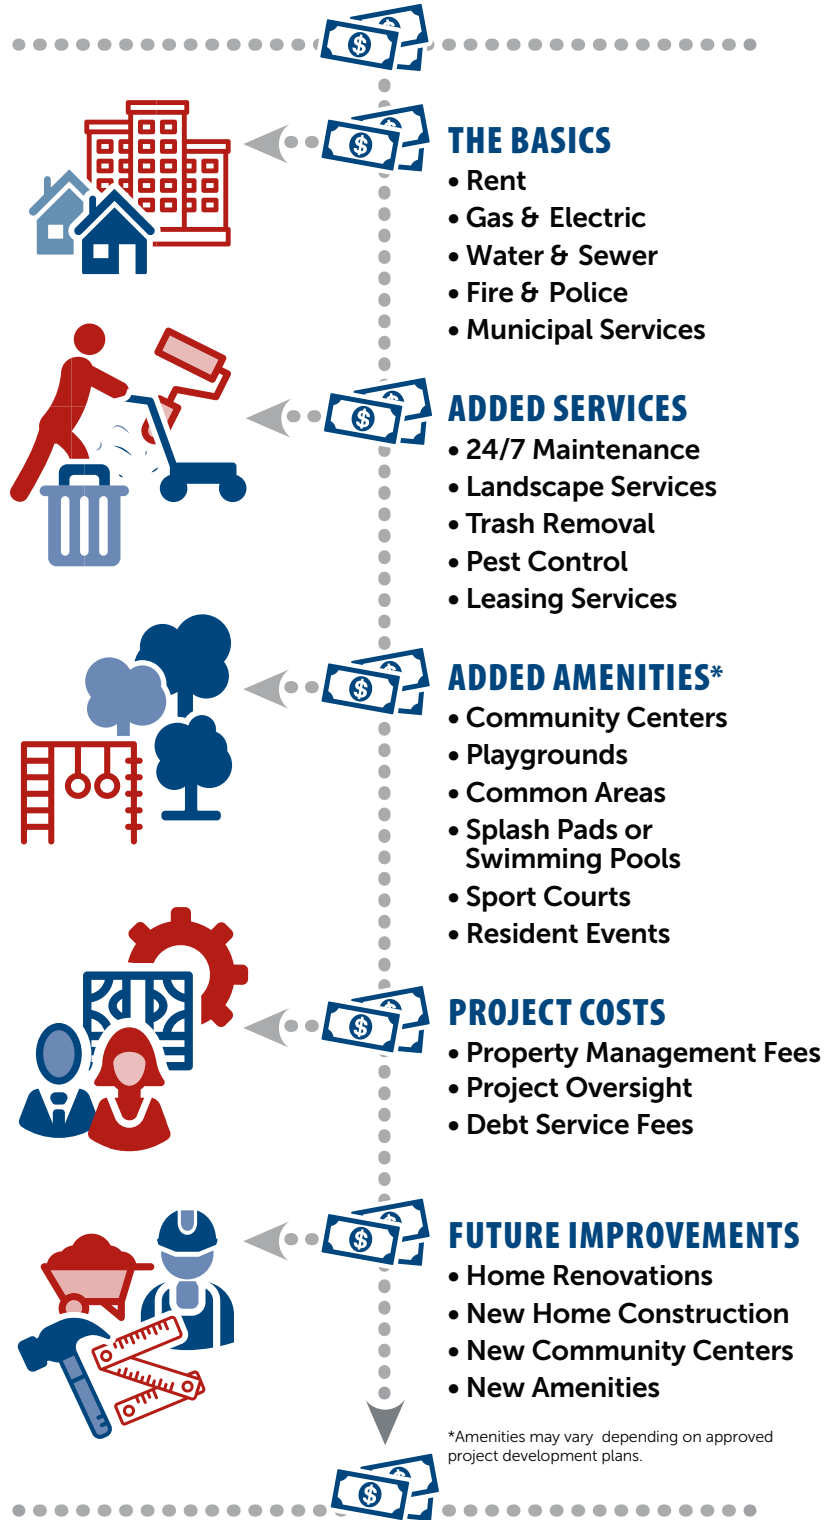 THE BASICS
• Rent
• Gas & Electric
• Water & Sewer
• Fire & Police
• Municipal Services
ADDED SERVICES
• 24/7 Maintenance
• Landscape Services
• Trash Removal
• Pest Control
• Leasing Services
ADDED AMENITIES*
• Community Centers
• Playgrounds
• Common Areas
• Splash Pads or
Swimming Pools
• Sport Courts
• Resident Events
PROJECT COSTS
• Property Management Fees
• Project Oversight
• Debt Service Fees
FUTURE IMPROVEMENTS
• Home Renovations
• New Home Construction
• New Community Centers
• New Amenities
*Amenities may vary depending on approved
project development plans.